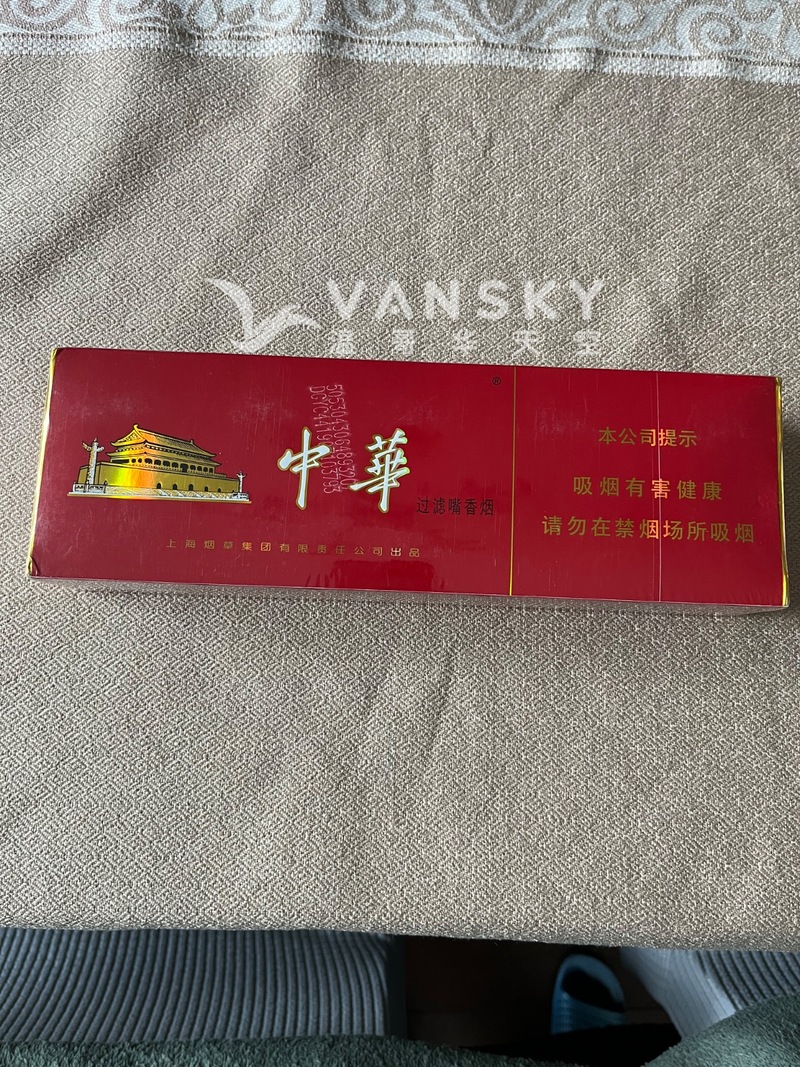 VANSKY
®
中華
过滤嘴香烟
上海烟草集团有限责任公司出品
本公司提示
吸烟有害健康
请勿在禁烟场所吸烟